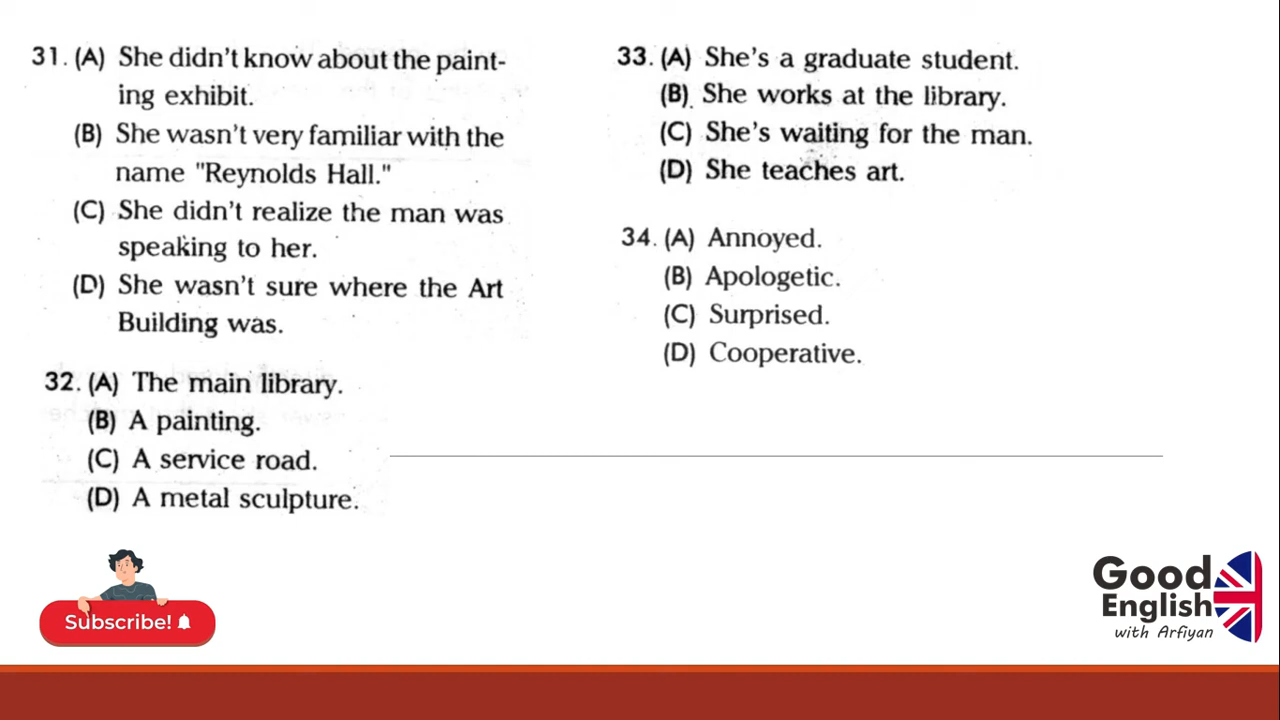 31. (A) She didn't know about the paint-
ing exhibit.
(B) She wasn't very familiar with the
name "Reynolds Hall."
(C) She didn't realize the man was
speaking to her.
(D) She wasn't sure where the Art
Building was.
32. (A) The main library.
(B) A painting.
(C) A service road.
(D) A metal sculpture.
33. (A) She's a graduate student.
(B) She works at the library.
(C) She's waiting for the man.
(D) She teaches art.
34. (A) Annoyed.
(B) Apologetic.
(C) Surprised.
(D) Cooperative.
Subscribe!
Good
English
with Arfiyan